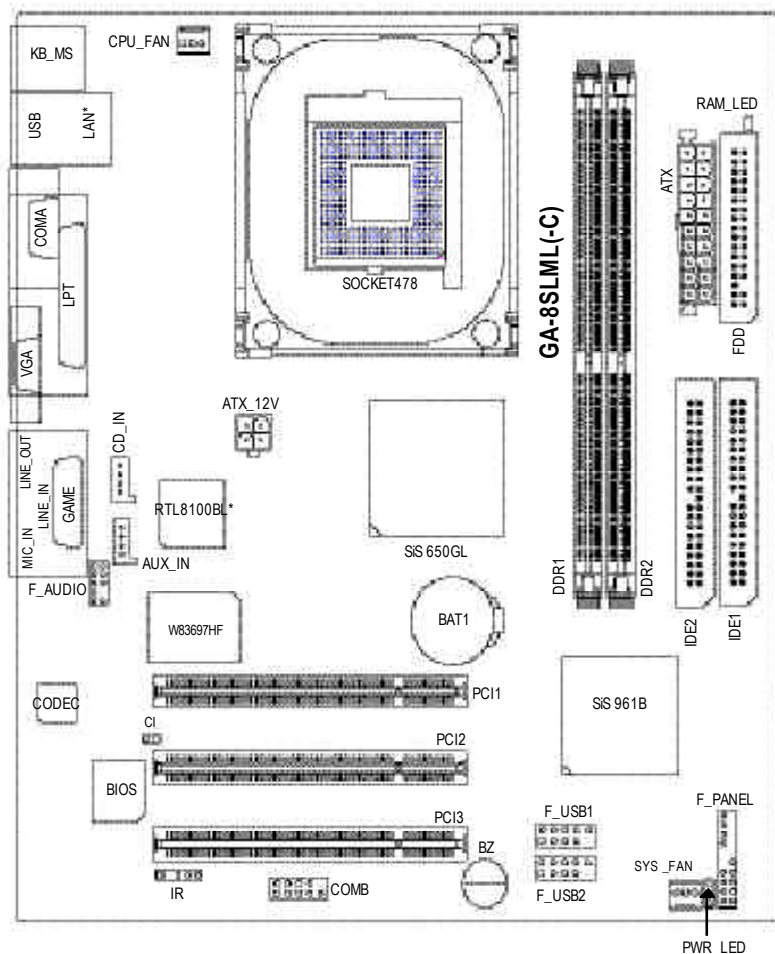 KB_MS
CPU_FAN
USB
LAN*
RAM_LED
ATX
COMA
LPT
SOCKET478
GA-8SLML(-C)
FDD
VGA
ATX_12V
CD_IN
LINE_OUT
LINE_IN
MIC_IN
GAME
RTL8100BL*
AUX_IN
F_AUDIO
SiS 650GL
DDR1
DDR2
IDE2
IDE1
W83697HF
BAT1
CODEC
PCI1
SiS 961B
CI
PCI2
BIOS
PCI3
BZ
F_USB1
F_PANEL
IR
COMB
F_USB2
SYS_FAN
PWR_LED